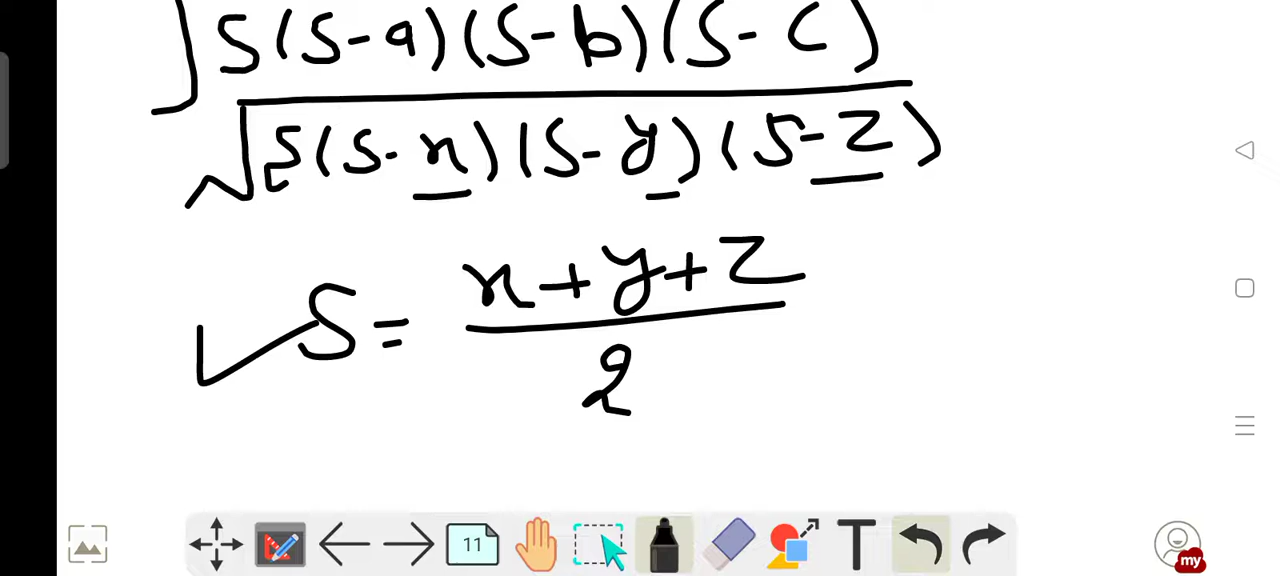 S(S-a)(S-b)(S-c)
√S(S-x)(S-y)(S-z)
S = x+y+z
2
11
T
my